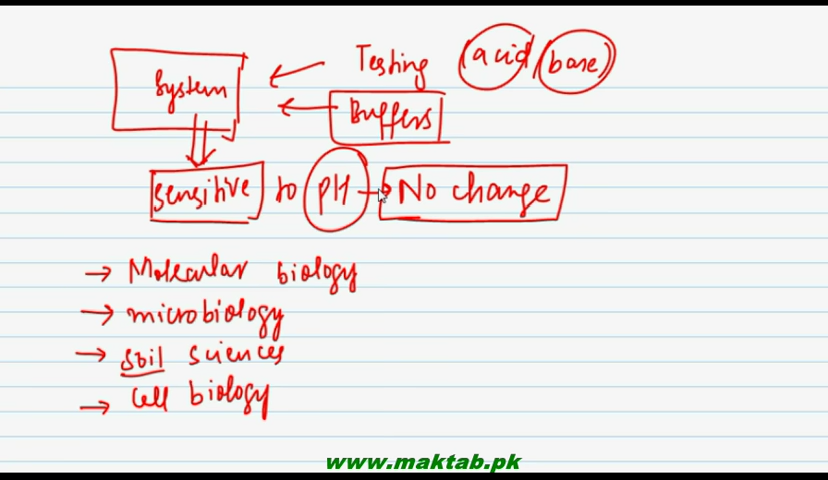 System
Testing (acid/base)
Buffers
sensitive to pH → No change
→ Molecular biology
→ microbiology
→ soil sciences
→ cell biology
www.maktab.pk